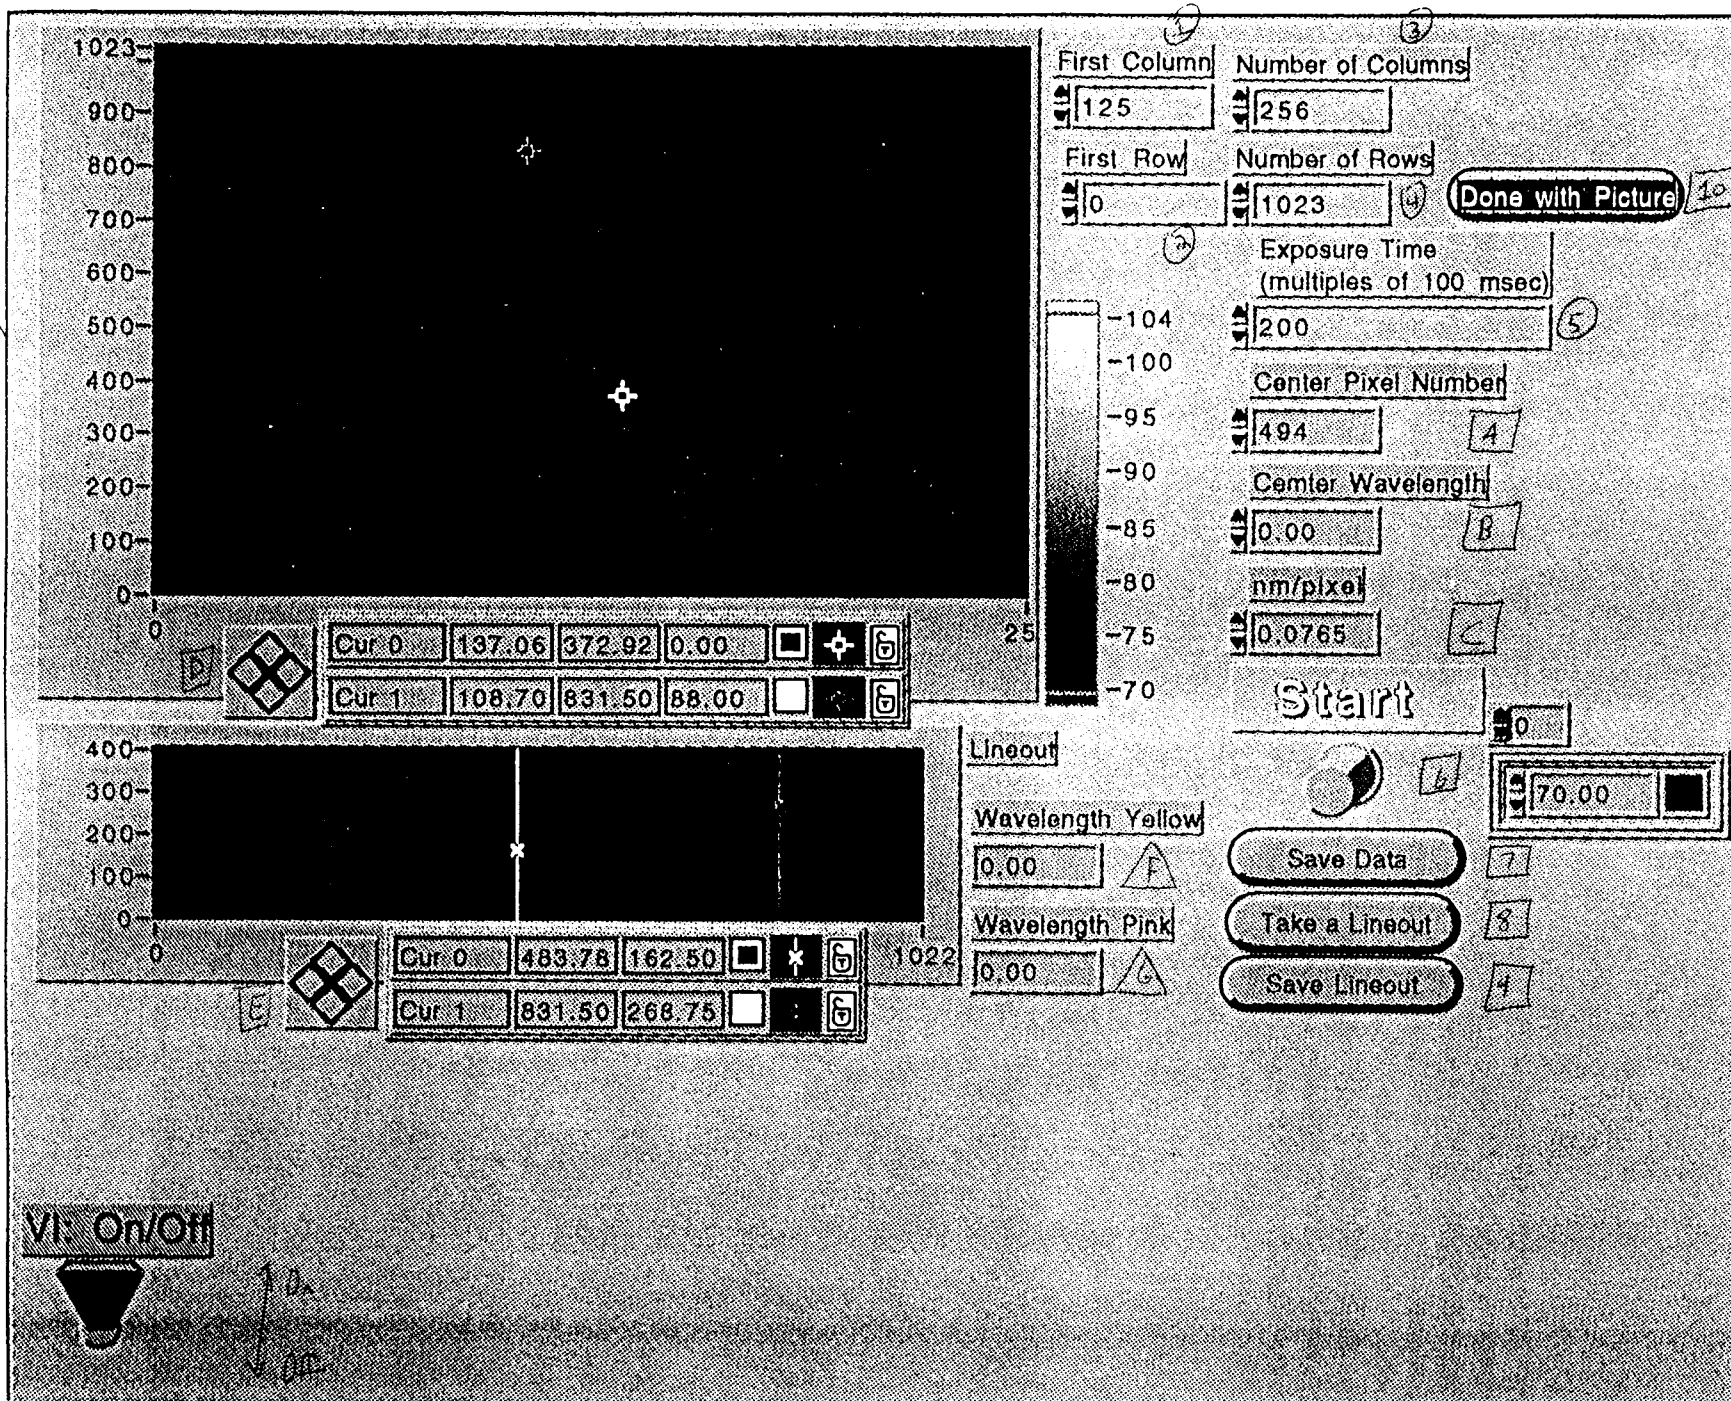 1
3
1023
First Column
Number of Columns
125
256
900
First Row
Number of Rows
800
0
1023
4
Done with Picture
10
700
2
Exposure Time
600
(multiples of 100 msec)
500
104
200
5
100
400
Center Pixel Number
95
300
494
A
90
200
Cemter Wavelength
85
0.00
B
100
80
nm/pixel
0
0
25
75
0.0765
C
D
Cur 0
137.06
372.92
0.00
Cur 1
108.70
831.50
88.00
70
Start
0
400
Lineout
300
6
70.00
200
Wavelength Yellow
100
0.00
F
Save Data
7
0
Wavelength Pink
Take a Lineout
8
0
1022
Cur 0
483.78
162.50
0.00
G
Save Lineout
E
Cur 1
831.50
268.75
VI: On/Off
On
Off